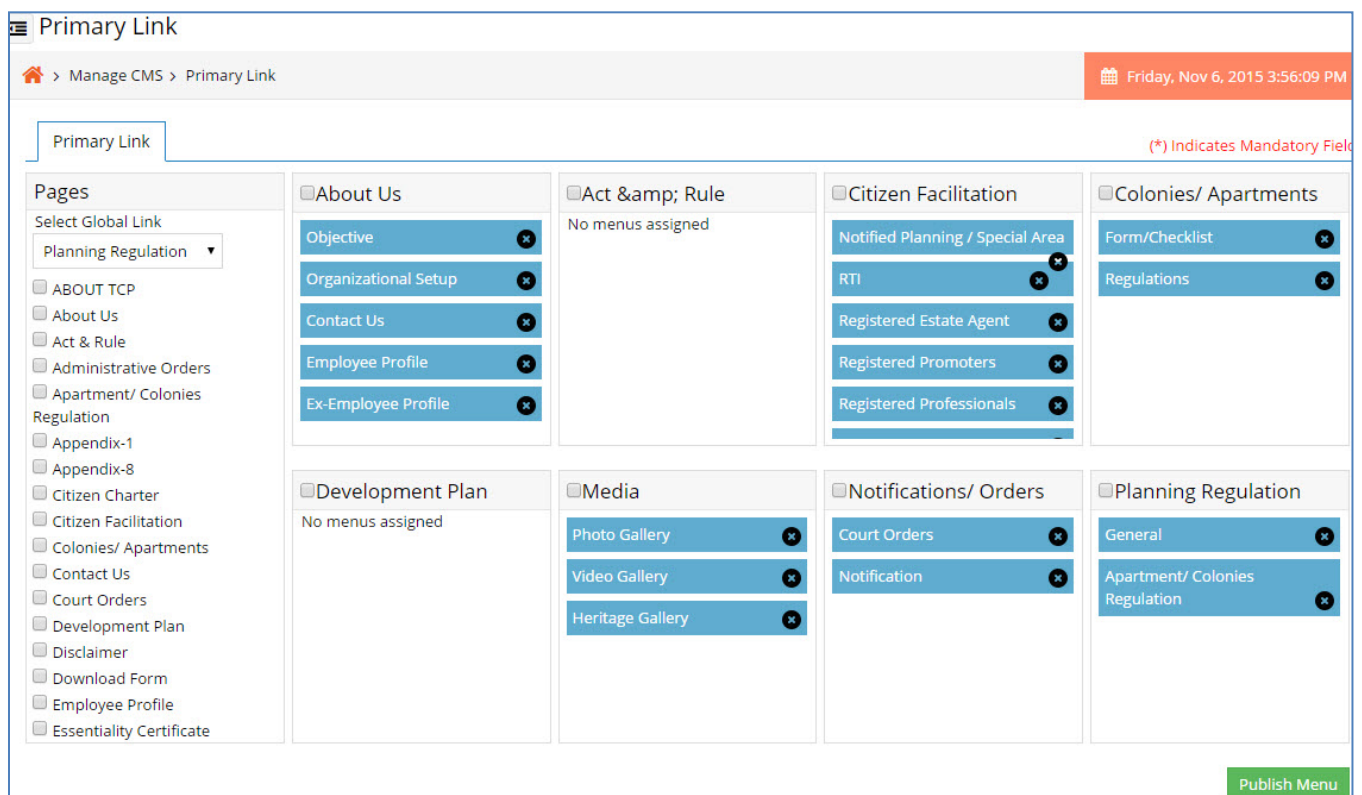 Primary Link
> Manage CMS > Primary Link
Friday, Nov 6, 2015 3:56:09 PM
Primary Link
(*) Indicates Mandatory Field
Pages
Select Global Link
Planning Regulation
ABOUT TCP
About Us
Act & Rule
Administrative Orders
Apartment/ Colonies
Regulation
Appendix-1
Appendix-8
Citizen Charter
Citizen Facilitation
Colonies/ Apartments
Contact Us
Court Orders
Development Plan
Disclaimer
Download Form
Employee Profile
Essentiality Certificate
About Us
Objective
Organizational Setup
Contact Us
Employee Profile
Ex-Employee Profile
Act &amp; Rule
No menus assigned
Citizen Facilitation
Notified Planning / Special Area
RTI
Registered Estate Agent
Registered Promoters
Registered Professionals
Colonies/ Apartments
Form/Checklist
Regulations
Development Plan
No menus assigned
Media
Photo Gallery
Video Gallery
Heritage Gallery
Notifications/ Orders
Court Orders
Notification
Planning Regulation
General
Apartment/ Colonies
Regulation
Publish Menu